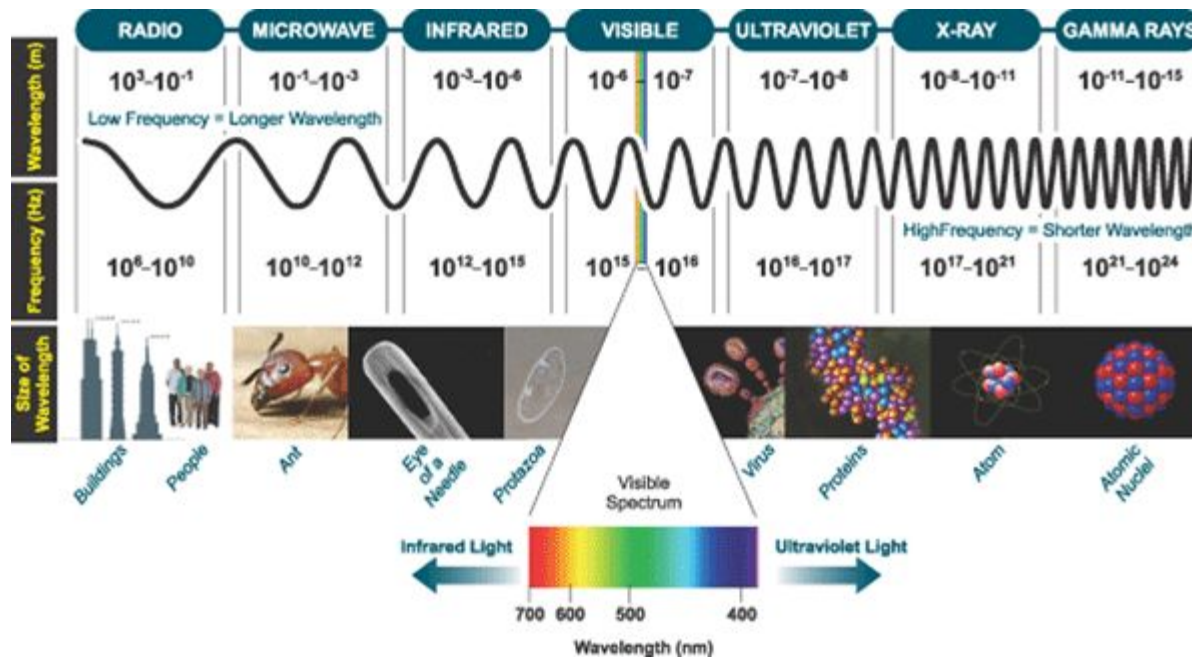 RADIO MICROWAVE INFRARED VISIBLE ULTRAVIOLET X-RAY GAMMA RAYS
Wavelength (m)
10³–10⁻¹ 10⁻¹–10⁻³ 10⁻³–10⁻⁶ 10⁻⁶ – 10⁻⁷ 10⁻⁷–10⁻⁸ 10⁻⁸–10⁻¹¹ 10⁻¹¹–10⁻¹⁵
Low Frequency = Longer Wavelength
Frequency (Hz)
HighFrequency = Shorter Wavelength
10⁶–10¹⁰ 10¹⁰–10¹² 10¹²–10¹⁵ 10¹⁵ – 10¹⁶ 10¹⁶–10¹⁷ 10¹⁷–10²¹ 10²¹–10²⁴
Size of
Wavelength
Buildings
People
Ant
Eye
of a
Needle
Protazoa
Virus
Proteins
Atom
Atomic
Nuclei
Visible
Spectrum
Infrared Light
Ultraviolet Light
700 600 500 400
Wavelength (nm)